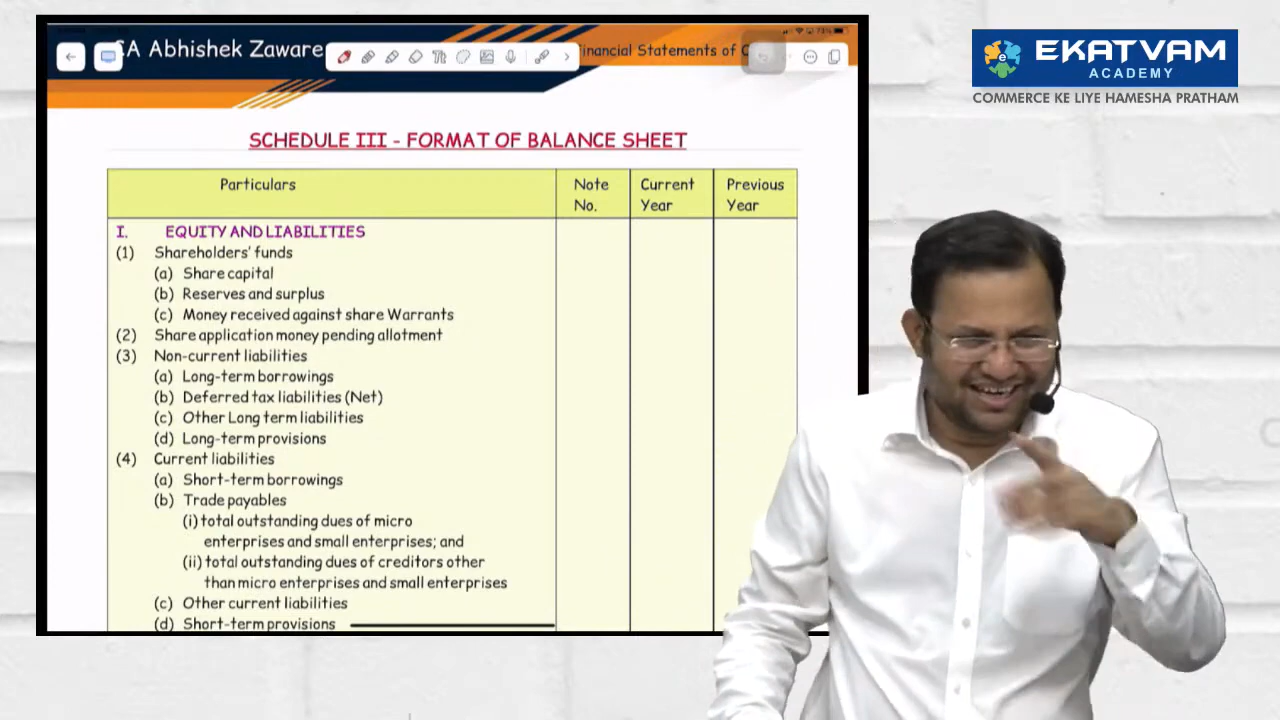 CA Abhishek Zaware
Financial Statements of C
73%
EKATVAM
ACADEMY
COMMERCE KE LIYE HAMESHA PRATHAM
SCHEDULE III - FORMAT OF BALANCE SHEET
Particulars Note No. Current Year Previous Year
I. EQUITY AND LIABILITIES
(1) Shareholders' funds
(a) Share capital
(b) Reserves and surplus
(c) Money received against share Warrants
(2) Share application money pending allotment
(3) Non-current liabilities
(a) Long-term borrowings
(b) Deferred tax liabilities (Net)
(c) Other Long term liabilities
(d) Long-term provisions
(4) Current liabilities
(a) Short-term borrowings
(b) Trade payables
(i) total outstanding dues of micro
enterprises and small enterprises; and
(ii) total outstanding dues of creditors other
than micro enterprises and small enterprises
(c) Other current liabilities
(d) Short-term provisions